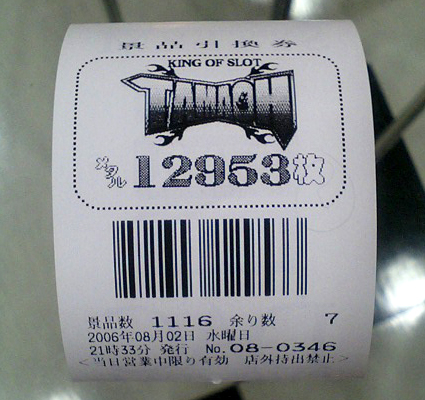 景品引換券
KING OF SLOT
メタル 12953枚
景品数 1116 余り数 7
2006年08月02日 水曜日
21時33分 発行 No.08-0346
<当日営業中限り有効 店外持出禁止>